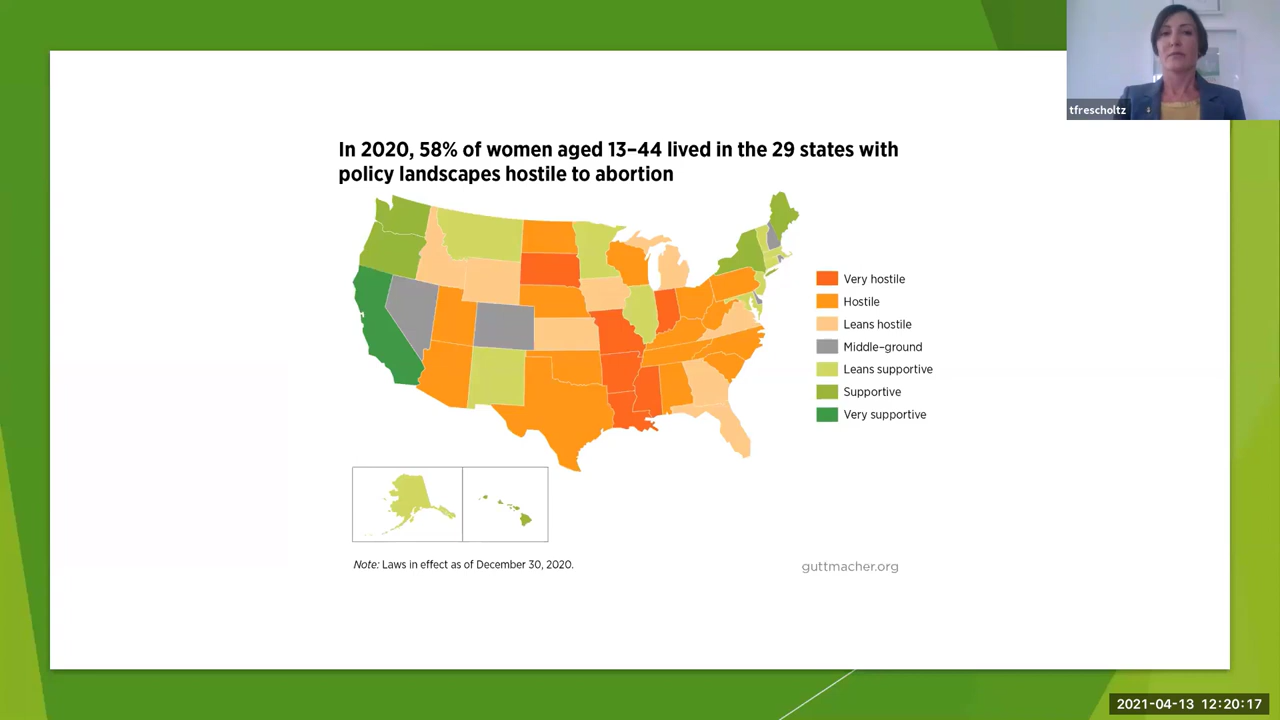 tfrescholtz
In 2020, 58% of women aged 13–44 lived in the 29 states with
policy landscapes hostile to abortion
Very hostile
Hostile
Leans hostile
Middle–ground
Leans supportive
Supportive
Very supportive
Note: Laws in effect as of December 30, 2020.
guttmacher.org
2021-04-13 12:20:17